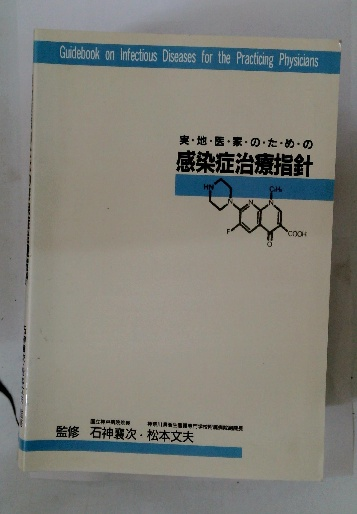 Guidebook on Infectious Diseases for the Practicing Physicians
実・地・医・家・の・た・め・の
感染症治療指針
HN
N
N
N
C₂H₅
F
O
COOH
監修 石神襄次・松本文夫